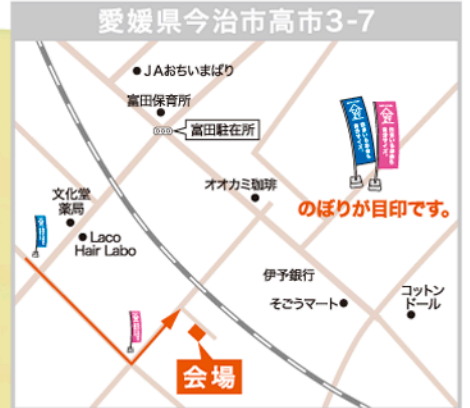 愛媛県今治市高市3-7
JAおちいまばり
富田保育所
富田駐在所
オオカミ珈琲
のぼりが目印です。
文化堂
薬局
Laco
Hair Labo
伊予銀行
そごうマート
コットン
ドール
会場